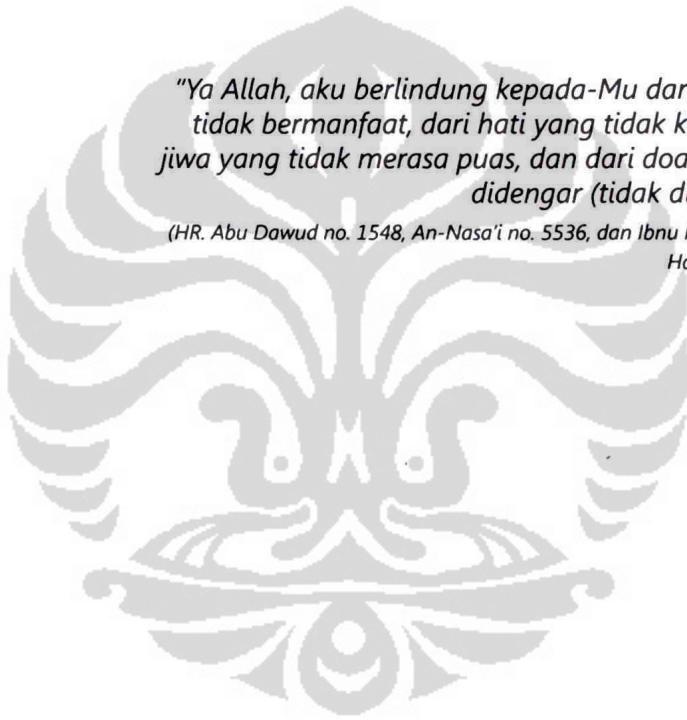 "Ya Allah, aku berlindung kepada-Mu dar
tidak bermanfaat, dari hati yang tidak k
jiwa yang tidak merasa puas, dan dari doa
didengar (tidak d
(HR. Abu Dawud no. 1548, An-Nasa'i no. 5536, dan Ibnu
Ha